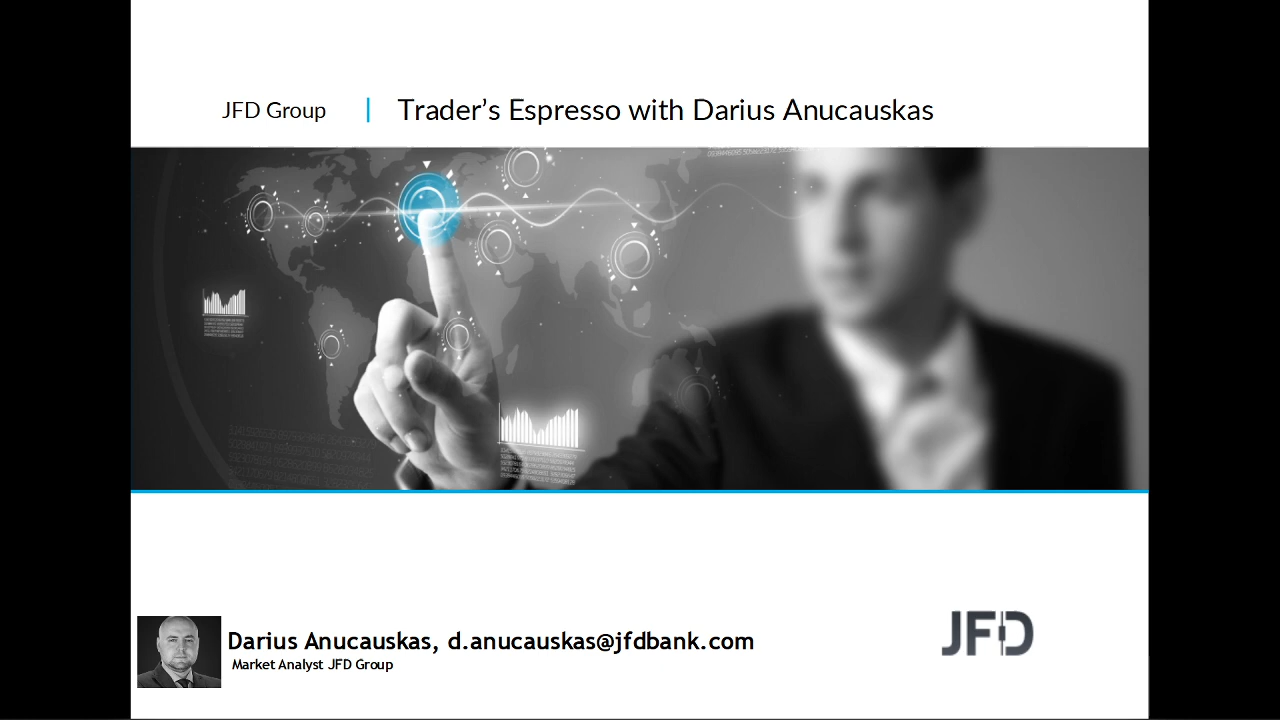 JFD Group
Trader’s Espresso with Darius Anucauskas
Darius Anucauskas, d.anucauskas@jfdbank.com
Market Analyst JFD Group
JFD